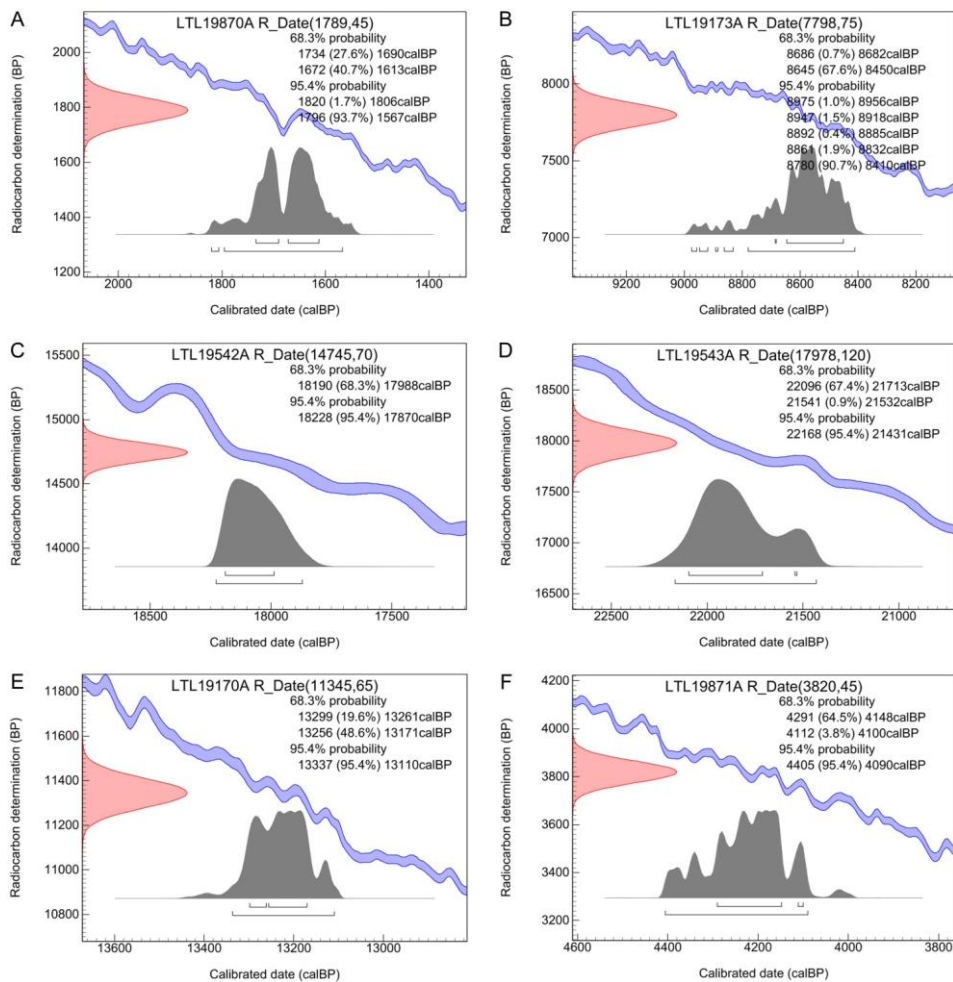 A
LTL19870A R_Date(1789,45)
68.3% probability
1734 (27.6%) 1690calBP
1672 (40.7%) 1613calBP
95.4% probability
1820 (1.7%) 1806calBP
1796 (93.7%) 1567calBP
Radiocarbon determination (BP)
2000
1800
1600
1400
1200
2000 1800 1600 1400
Calibrated date (calBP)
B
LTL19173A R_Date(7798,75)
68.3% probability
8686 (0.7%) 8682calBP
8645 (67.6%) 8450calBP
95.4% probability
8975 (1.0%) 8956calBP
8947 (1.5%) 8918calBP
8892 (0.4%) 8885calBP
8861 (1.9%) 8832calBP
8780 (90.7%) 8410calBP
Radiocarbon determination (BP)
8000
7500
7000
9200 9000 8800 8600 8400 8200
Calibrated date (calBP)
C
LTL19542A R_Date(14745,70)
68.3% probability
18190 (68.3%) 17988calBP
95.4% probability
18228 (95.4%) 17870calBP
Radiocarbon determination (BP)
15500
15000
14500
14000
18500 18000 17500
Calibrated date (calBP)
D
LTL19543A R_Date(17978,120)
68.3% probability
22096 (67.4%) 21713calBP
21541 (0.9%) 21532calBP
95.4% probability
22168 (95.4%) 21431calBP
Radiocarbon determination (BP)
18500
18000
17500
17000
16500
22500 22000 21500 21000
Calibrated date (calBP)
E
LTL19170A R_Date(11345,65)
68.3% probability
13299 (19.6%) 13261calBP
13256 (48.6%) 13171calBP
95.4% probability
13337 (95.4%) 13110calBP
Radiocarbon determination (BP)
11800
11600
11400
11200
11000
10800
13600 13400 13200 13000
Calibrated date (calBP)
F
LTL19871A R_Date(3820,45)
68.3% probability
4291 (64.5%) 4148calBP
4112 (3.8%) 4100calBP
95.4% probability
4405 (95.4%) 4090calBP
Radiocarbon determination (BP)
4200
4000
3800
3600
3400
3200
4600 4400 4200 4000 3800
Calibrated date (calBP)